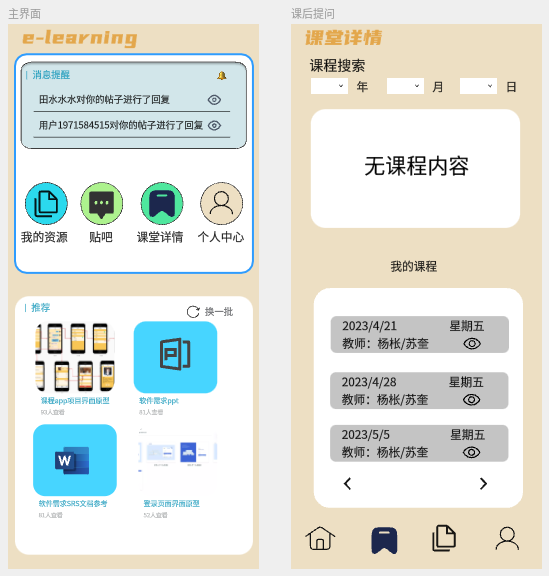 主界面
e-learning
消息提醒
田水水水对你的帖子进行了回复
用户1971584515对你的帖子进行了回复
我的资源
贴吧
课堂详情
个人中心
推荐
换一批
课程app项目界面原型
93人查看
软件需求ppt
81人查看
软件需求SRS文档参考
61人查看
登录页面界面原型
52人查看
课后提问
课堂详情
课程搜索
年
月
日
无课程内容
我的课程
2023/4/21 星期五
教师：杨枨/苏奎
2023/4/28 星期五
教师：杨枨/苏奎
2023/5/5 星期五
教师：杨枨/苏奎